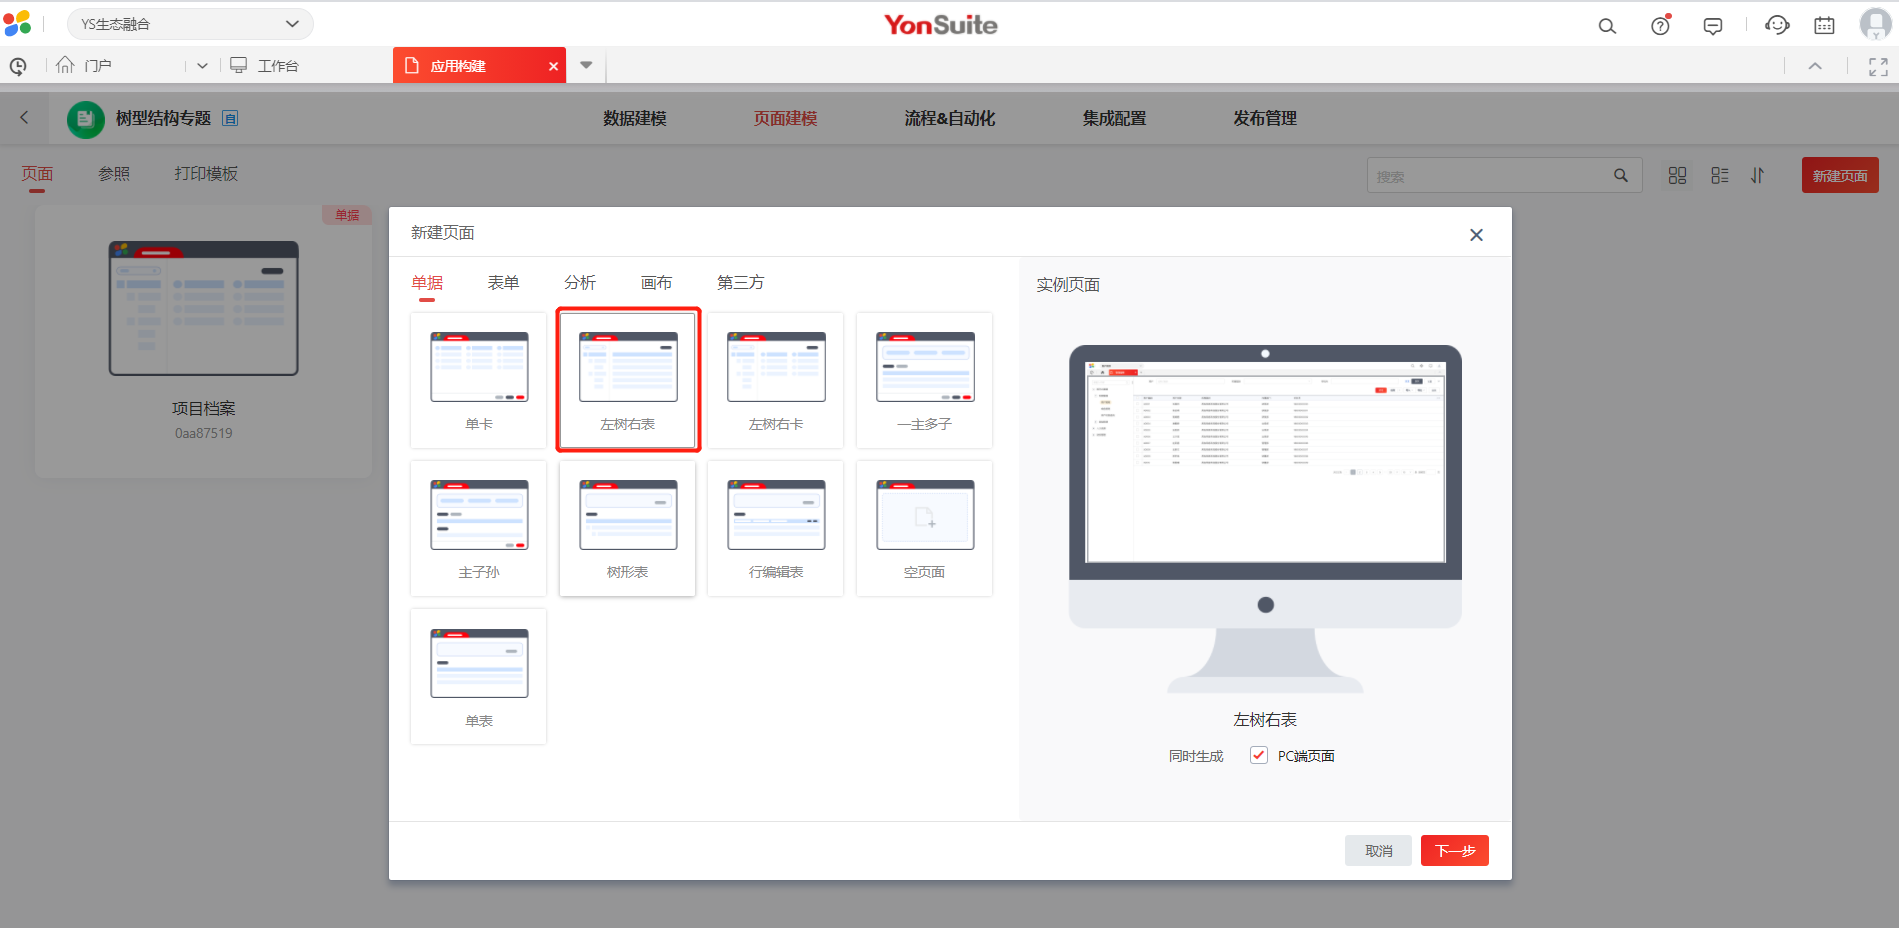 YS生态融合
YonSuite
门户
工作台
应用构建
树型结构专题
自
数据建模
页面建模
流程&自动化
集成配置
发布管理
页面
参照
打印模板
搜索
新建页面
单据
项目档案
0aa87519
新建页面
单据
表单
分析
画布
第三方
实例页面
单卡
左树右表
左树右卡
一主多子
主子孙
树形表
行编辑表
空页面
单表
左树右表
同时生成
PC端页面
取消
下一步